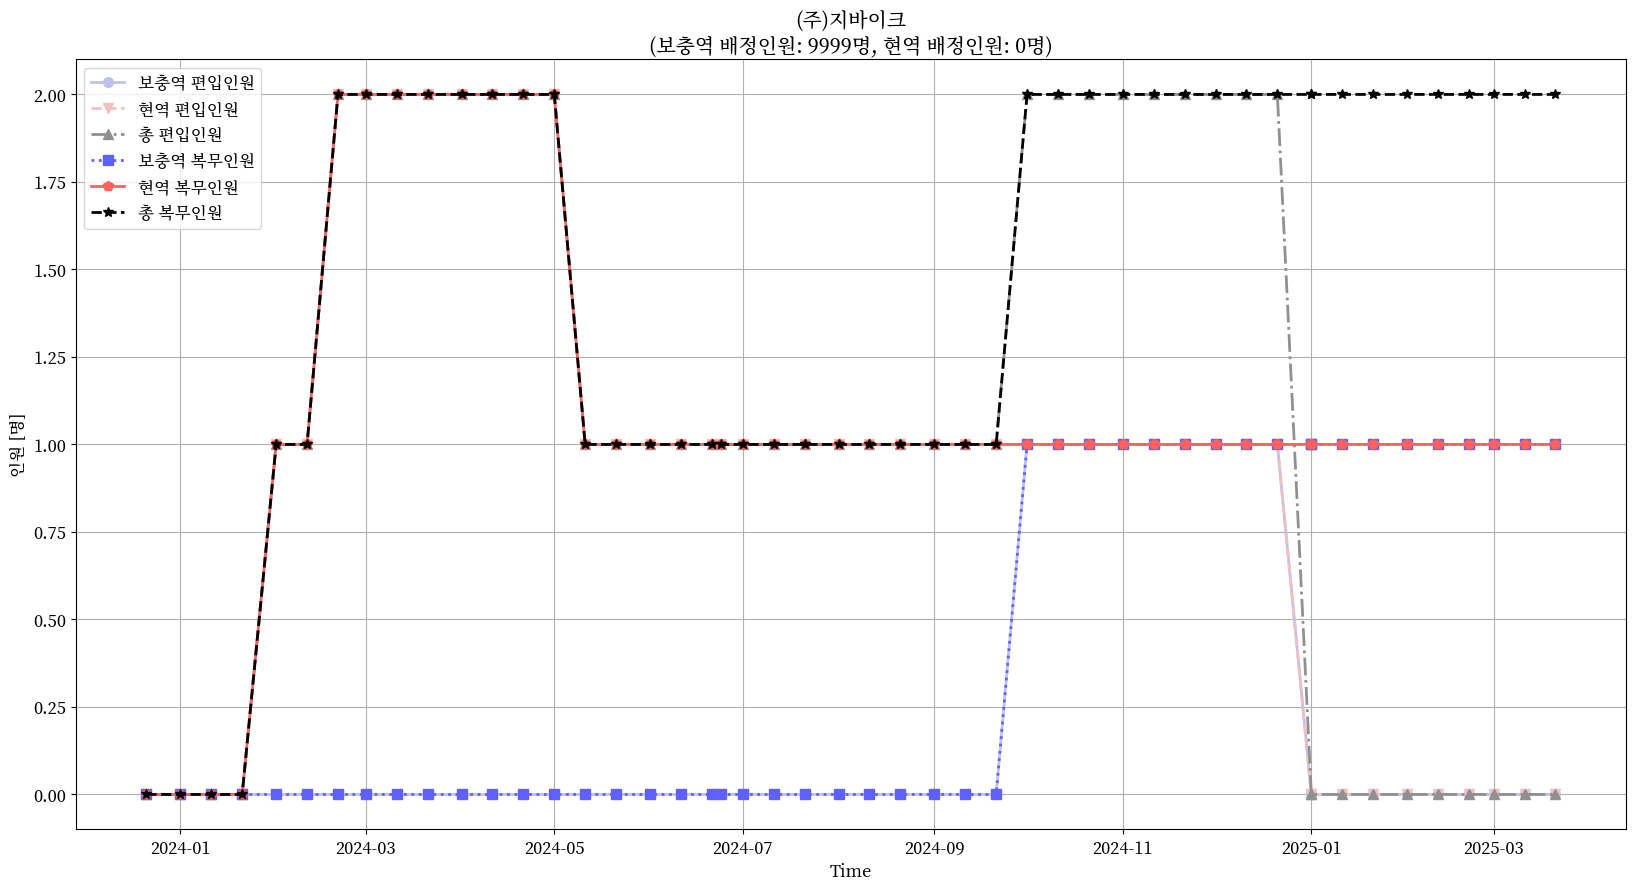 (주)지바이크
(보충역 배정인원: 9999명, 현역 배정인원: 0명)
보충역 편입인원
현역 편입인원
총 편입인원
보충역 복무인원
현역 복무인원
총 복무인원
2.00
1.75
1.50
1.25
1.00
0.75
0.50
0.25
0.00
인원 [명]
2024-01
2024-03
2024-05
2024-07
2024-09
2024-11
2025-01
2025-03
Time